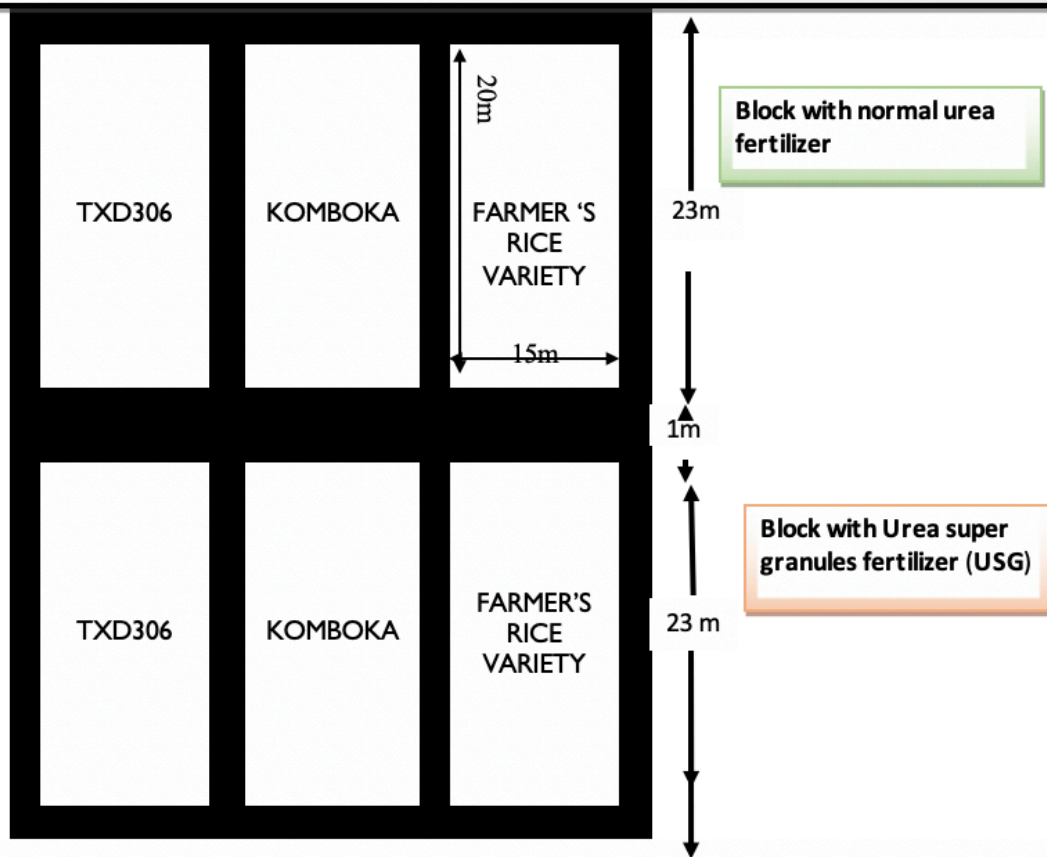 20m
Block with normal urea
fertilizer
TXD306
KOMBOKA
FARMER ‘S
RICE
VARIETY
23m
15m
1m
Block with Urea super
granules fertilizer (USG)
TXD306
KOMBOKA
FARMER’S
RICE
VARIETY
23 m